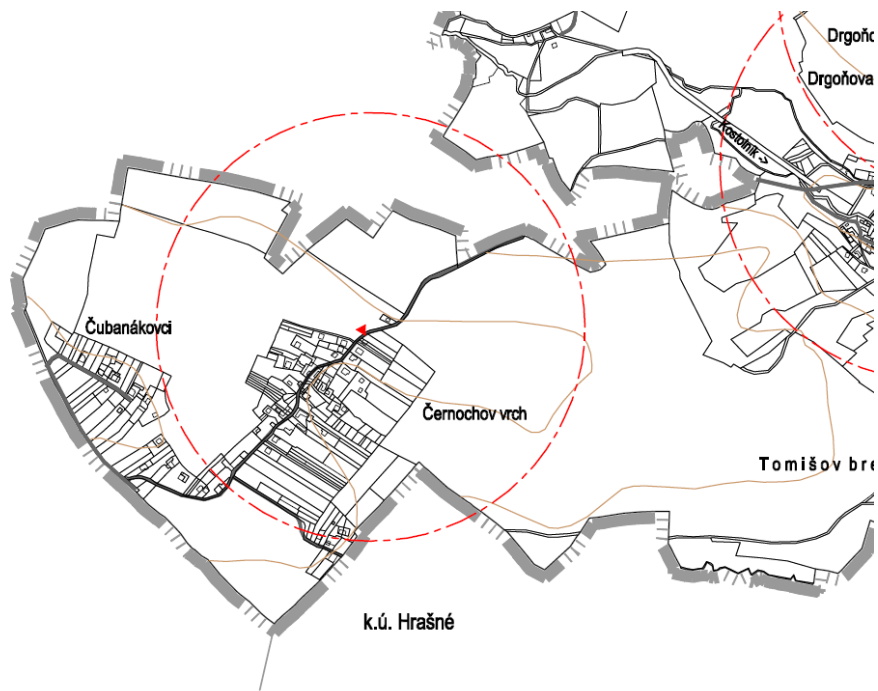 Drgoňo
Drgoňova
Kostolník ->
Čubanákovci
Černochov vrch
Tomišov bre
k.ú. Hrašné